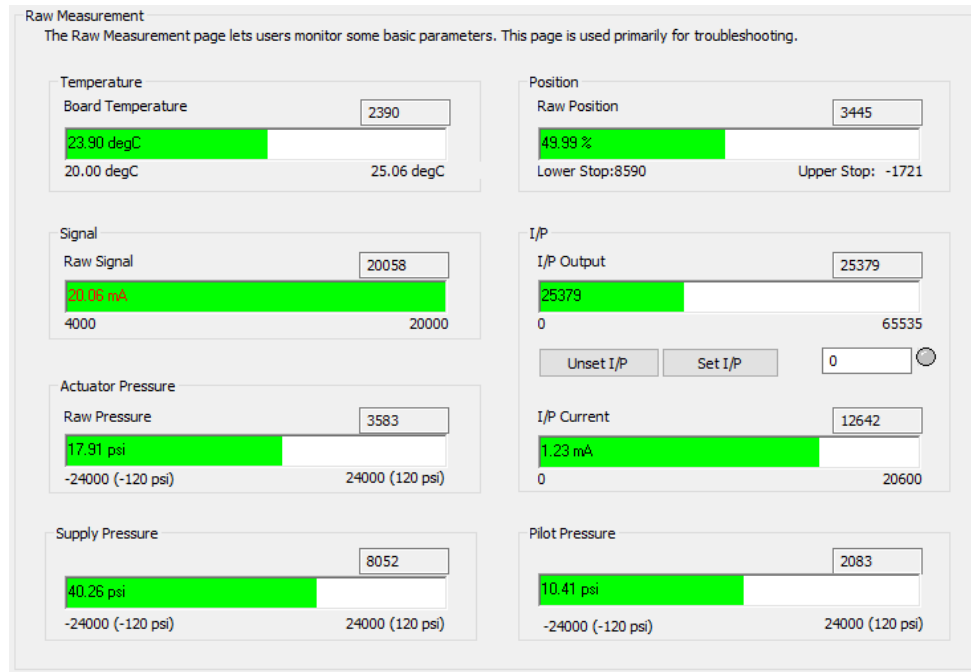 Raw Measurement
The Raw Measurement page lets users monitor some basic parameters. This page is used primarily for troubleshooting.
Temperature
Board Temperature
2390
23.90 degC
20.00 degC
25.06 degC
Position
Raw Position
3445
49.99 %
Lower Stop:8590
Upper Stop: -1721
Signal
Raw Signal
20058
20.06 mA
4000
20000
I/P
I/P Output
25379
25379
0
65535
Unset I/P
Set I/P
0
Actuator Pressure
Raw Pressure
3583
17.91 psi
-24000 (-120 psi)
24000 (120 psi)
I/P Current
12642
1.23 mA
0
20600
Supply Pressure
8052
40.26 psi
-24000 (-120 psi)
24000 (120 psi)
Pilot Pressure
2083
10.41 psi
-24000 (-120 psi)
24000 (120 psi)